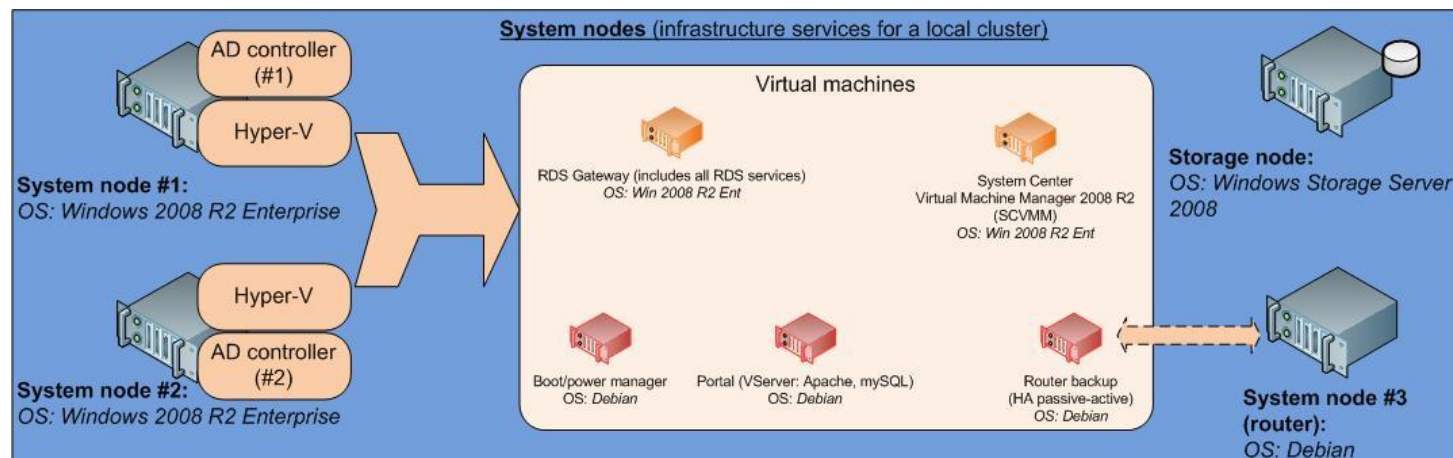 System nodes (infrastructure services for a local cluster)
AD controller
(#1)
Hyper-V
System node #1:
OS: Windows 2008 R2 Enterprise
Hyper-V
AD controller
(#2)
System node #2:
OS: Windows 2008 R2 Enterprise
Virtual machines
RDS Gateway (includes all RDS services)
OS: Win 2008 R2 Ent
System Center
Virtual Machine Manager 2008 R2
(SCVMM)
OS: Win 2008 R2 Ent
Boot/power manager
OS: Debian
Portal (VServer: Apache, mySQL)
OS: Debian
Router backup
(HA passive-active)
OS: Debian
Storage node:
OS: Windows Storage Server
2008
System node #3
(router):
OS: Debian